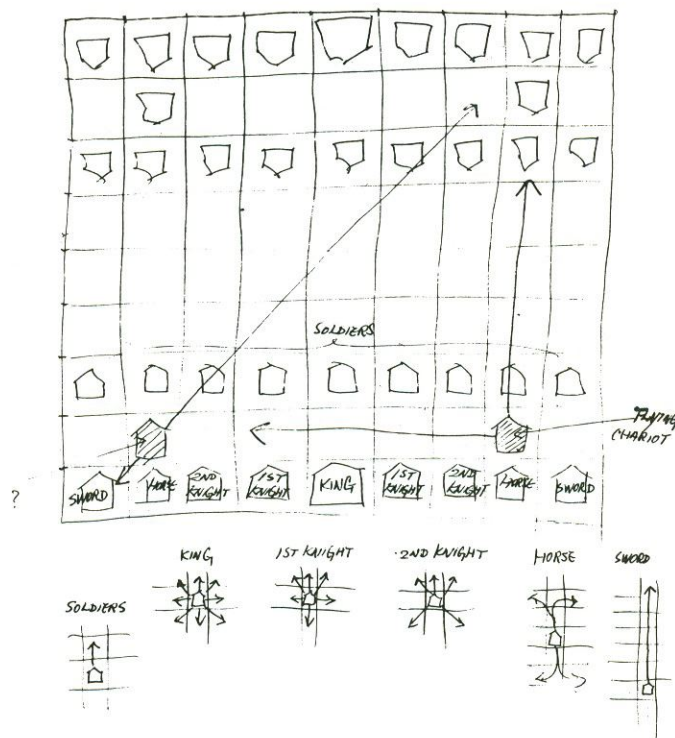 SOLDIERS
FLYING
CHARIOT
?
SWORD
HORSE
2ND KNIGHT
1ST KNIGHT
KING
1ST KNIGHT
2ND KNIGHT
HORSE
SWORD
KING
1ST KNIGHT
2ND KNIGHT
HORSE
SWORD
SOLDIERS